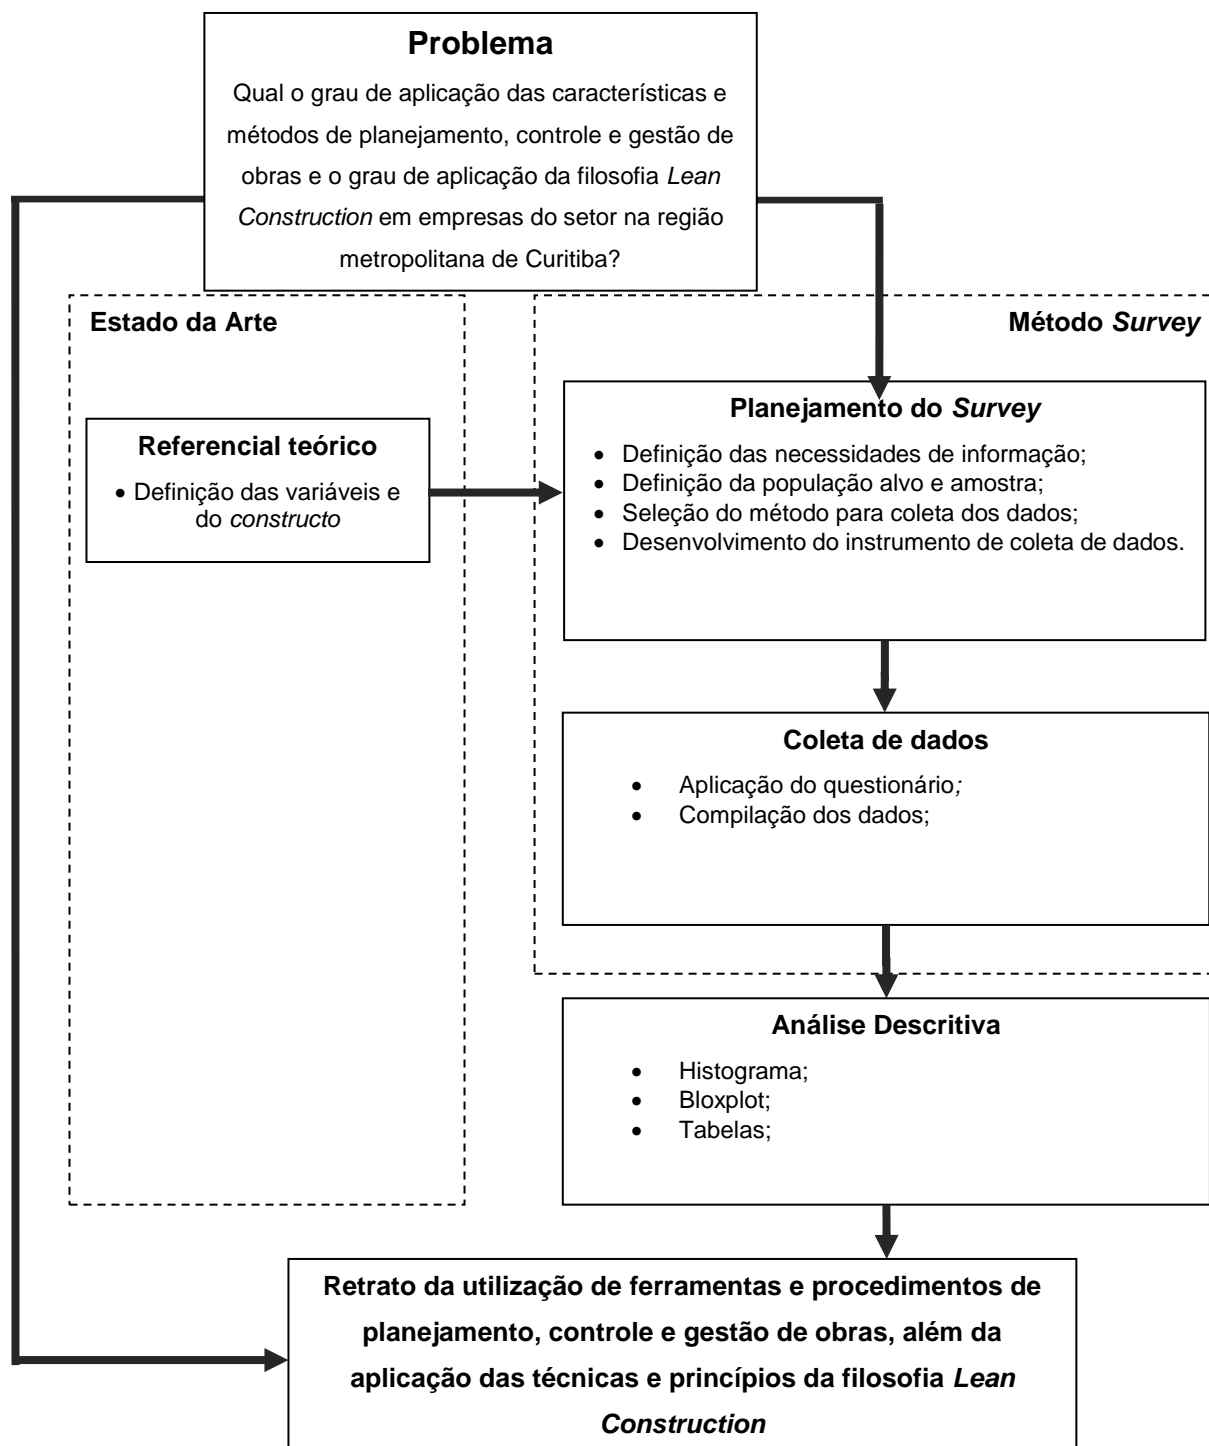 Problema
Qual o grau de aplicação das características e
métodos de planejamento, controle e gestão de
obras e o grau de aplicação da filosofia Lean
Construction em empresas do setor na região
metropolitana de Curitiba?
Estado da Arte
Referencial teórico
• Definição das variáveis e
do constructo
Método Survey
Planejamento do Survey
• Definição das necessidades de informação;
• Definição da população alvo e amostra;
• Seleção do método para coleta dos dados;
• Desenvolvimento do instrumento de coleta de dados.
Coleta de dados
• Aplicação do questionário;
• Compilação dos dados;
Análise Descritiva
• Histograma;
• Bloxplot;
• Tabelas;
Retrato da utilização de ferramentas e procedimentos de
planejamento, controle e gestão de obras, além da
aplicação das técnicas e princípios da filosofia Lean
Construction